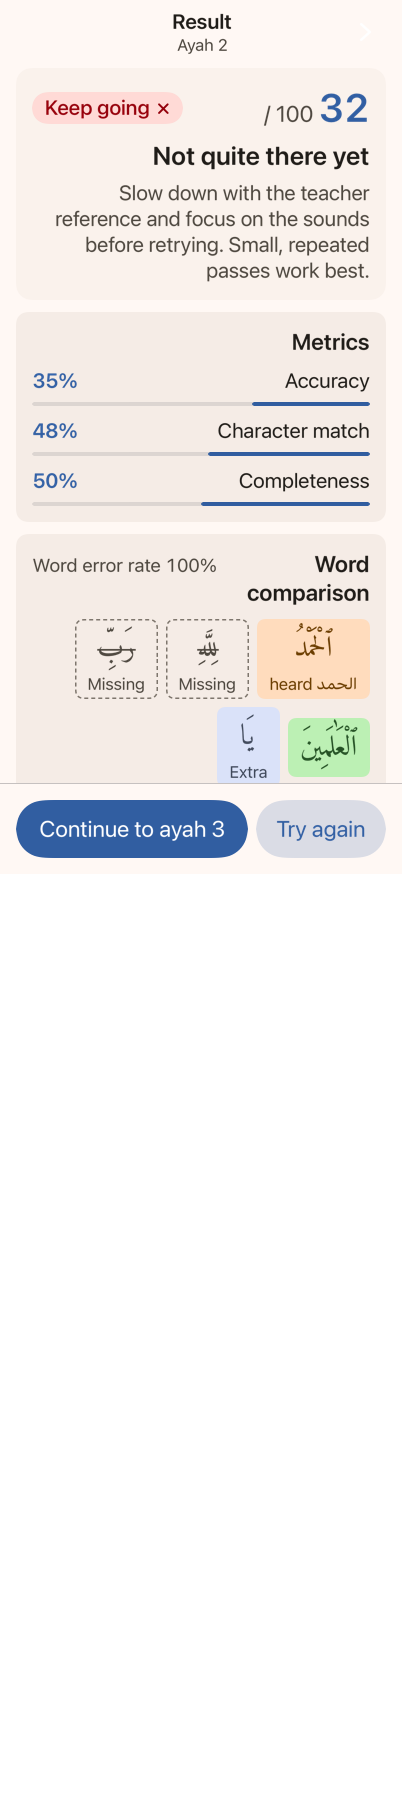 Result
Ayah 2
Keep going ×
32 / 100
Not quite there yet
Slow down with the teacher
reference and focus on the sounds
before retrying. Small, repeated
passes work best.
Metrics
Accuracy 35%
Character match 48%
Completeness 50%
Word comparison
Word error rate 100%
ٱلْحَمْدُ
heard الحمد
لِلَّهِ
Missing
رَبِّ
Missing
ٱلْعَٰلَمِينَ
يَا
Extra
Continue to ayah 3
Try again